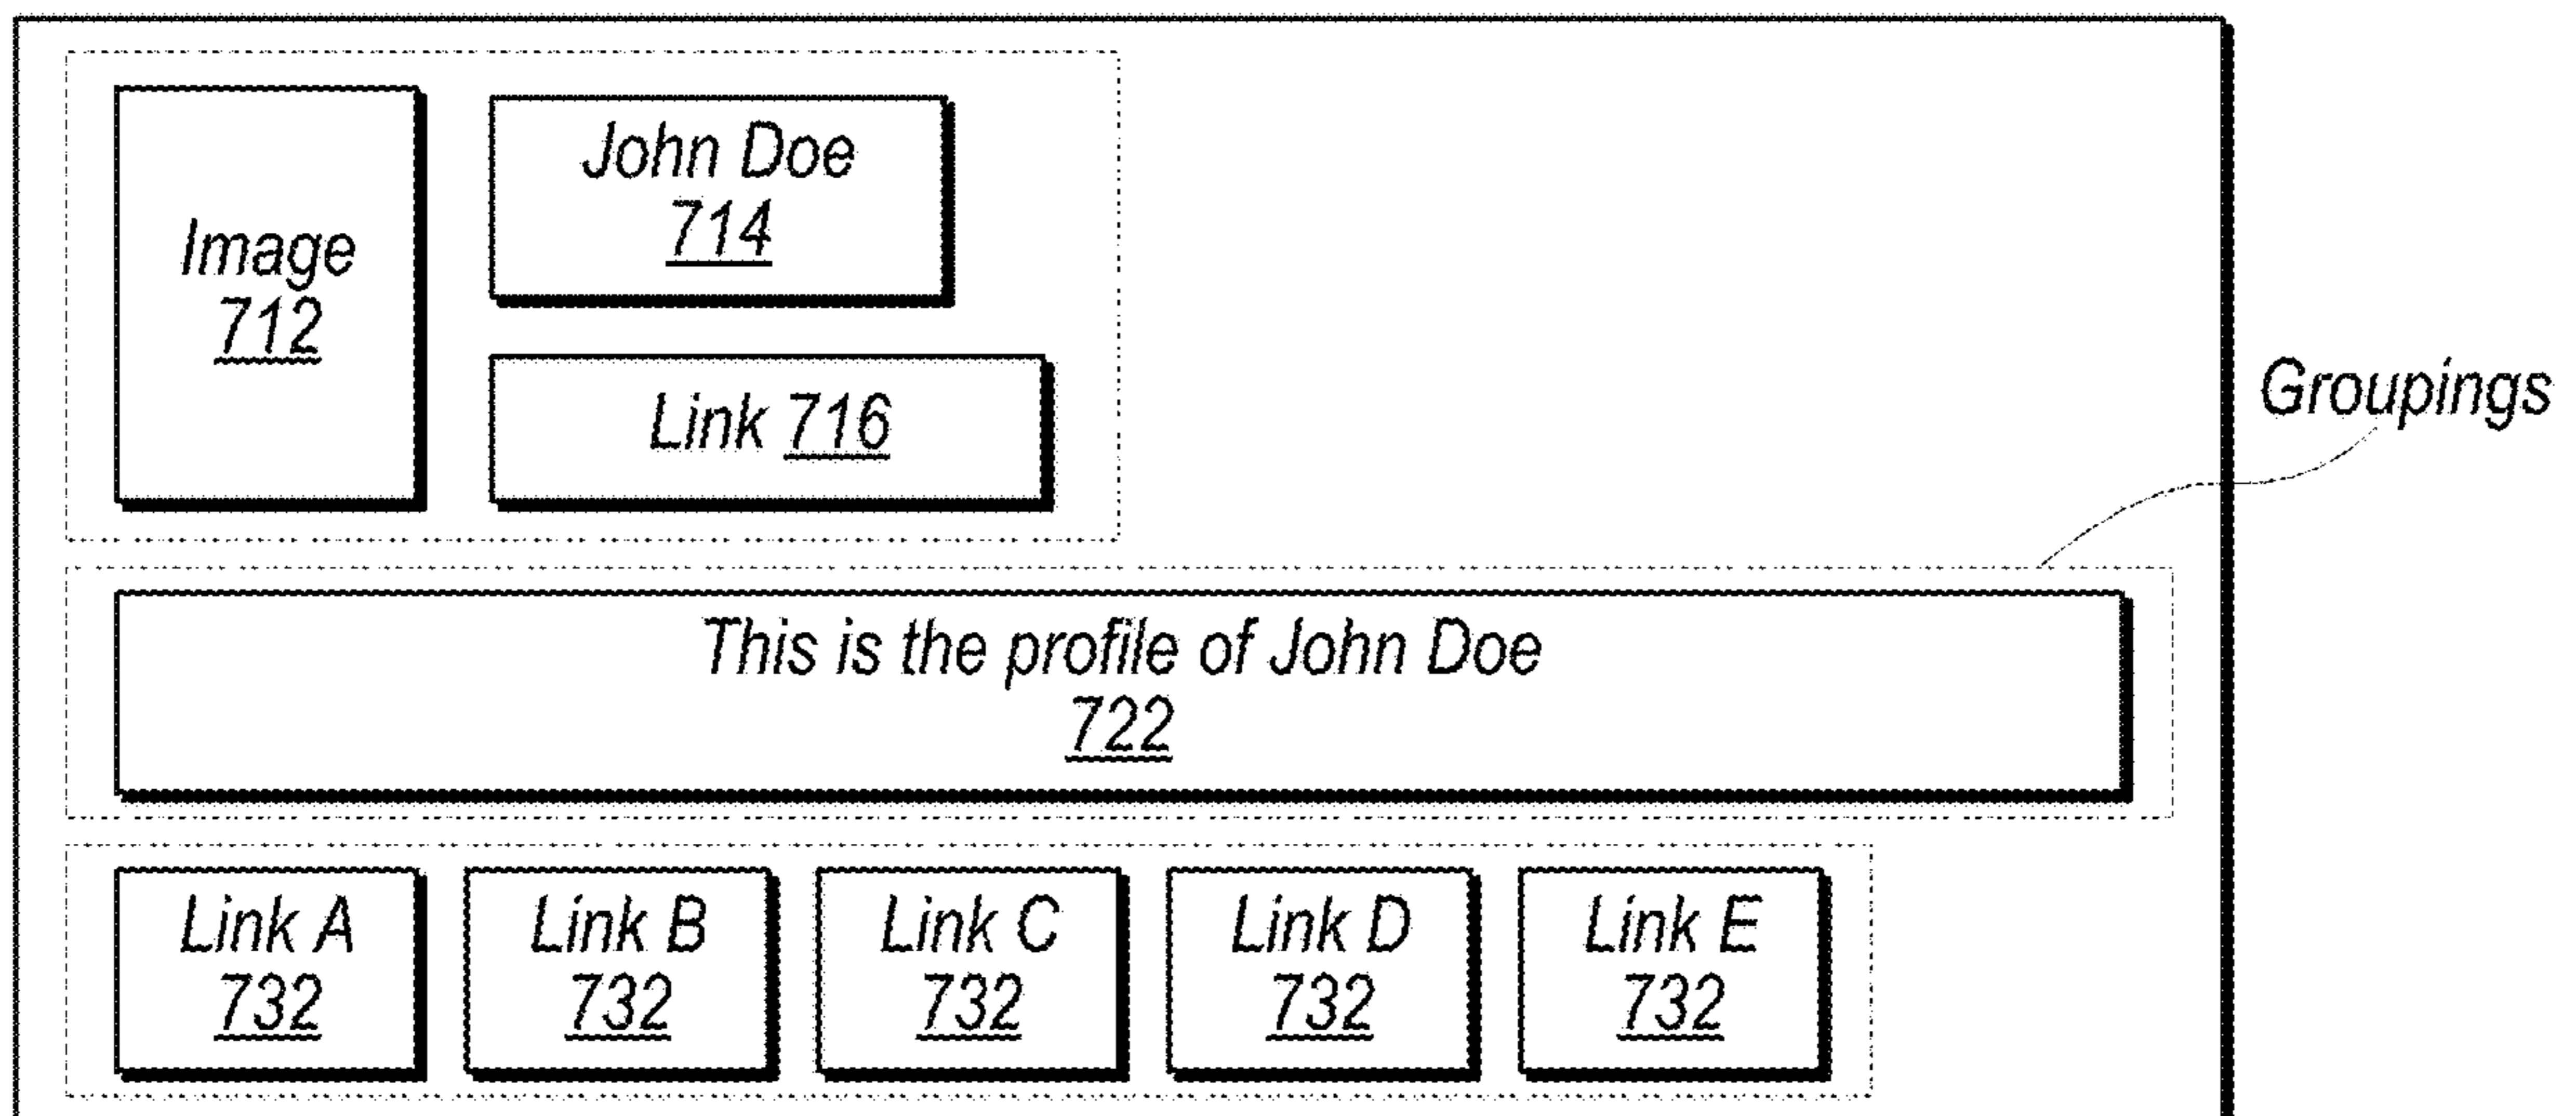 Image
712
John Doe
714
Link 716
Groupings
This is the profile of John Doe
722
Link A
732
Link B
732
Link C
732
Link D
732
Link E
732